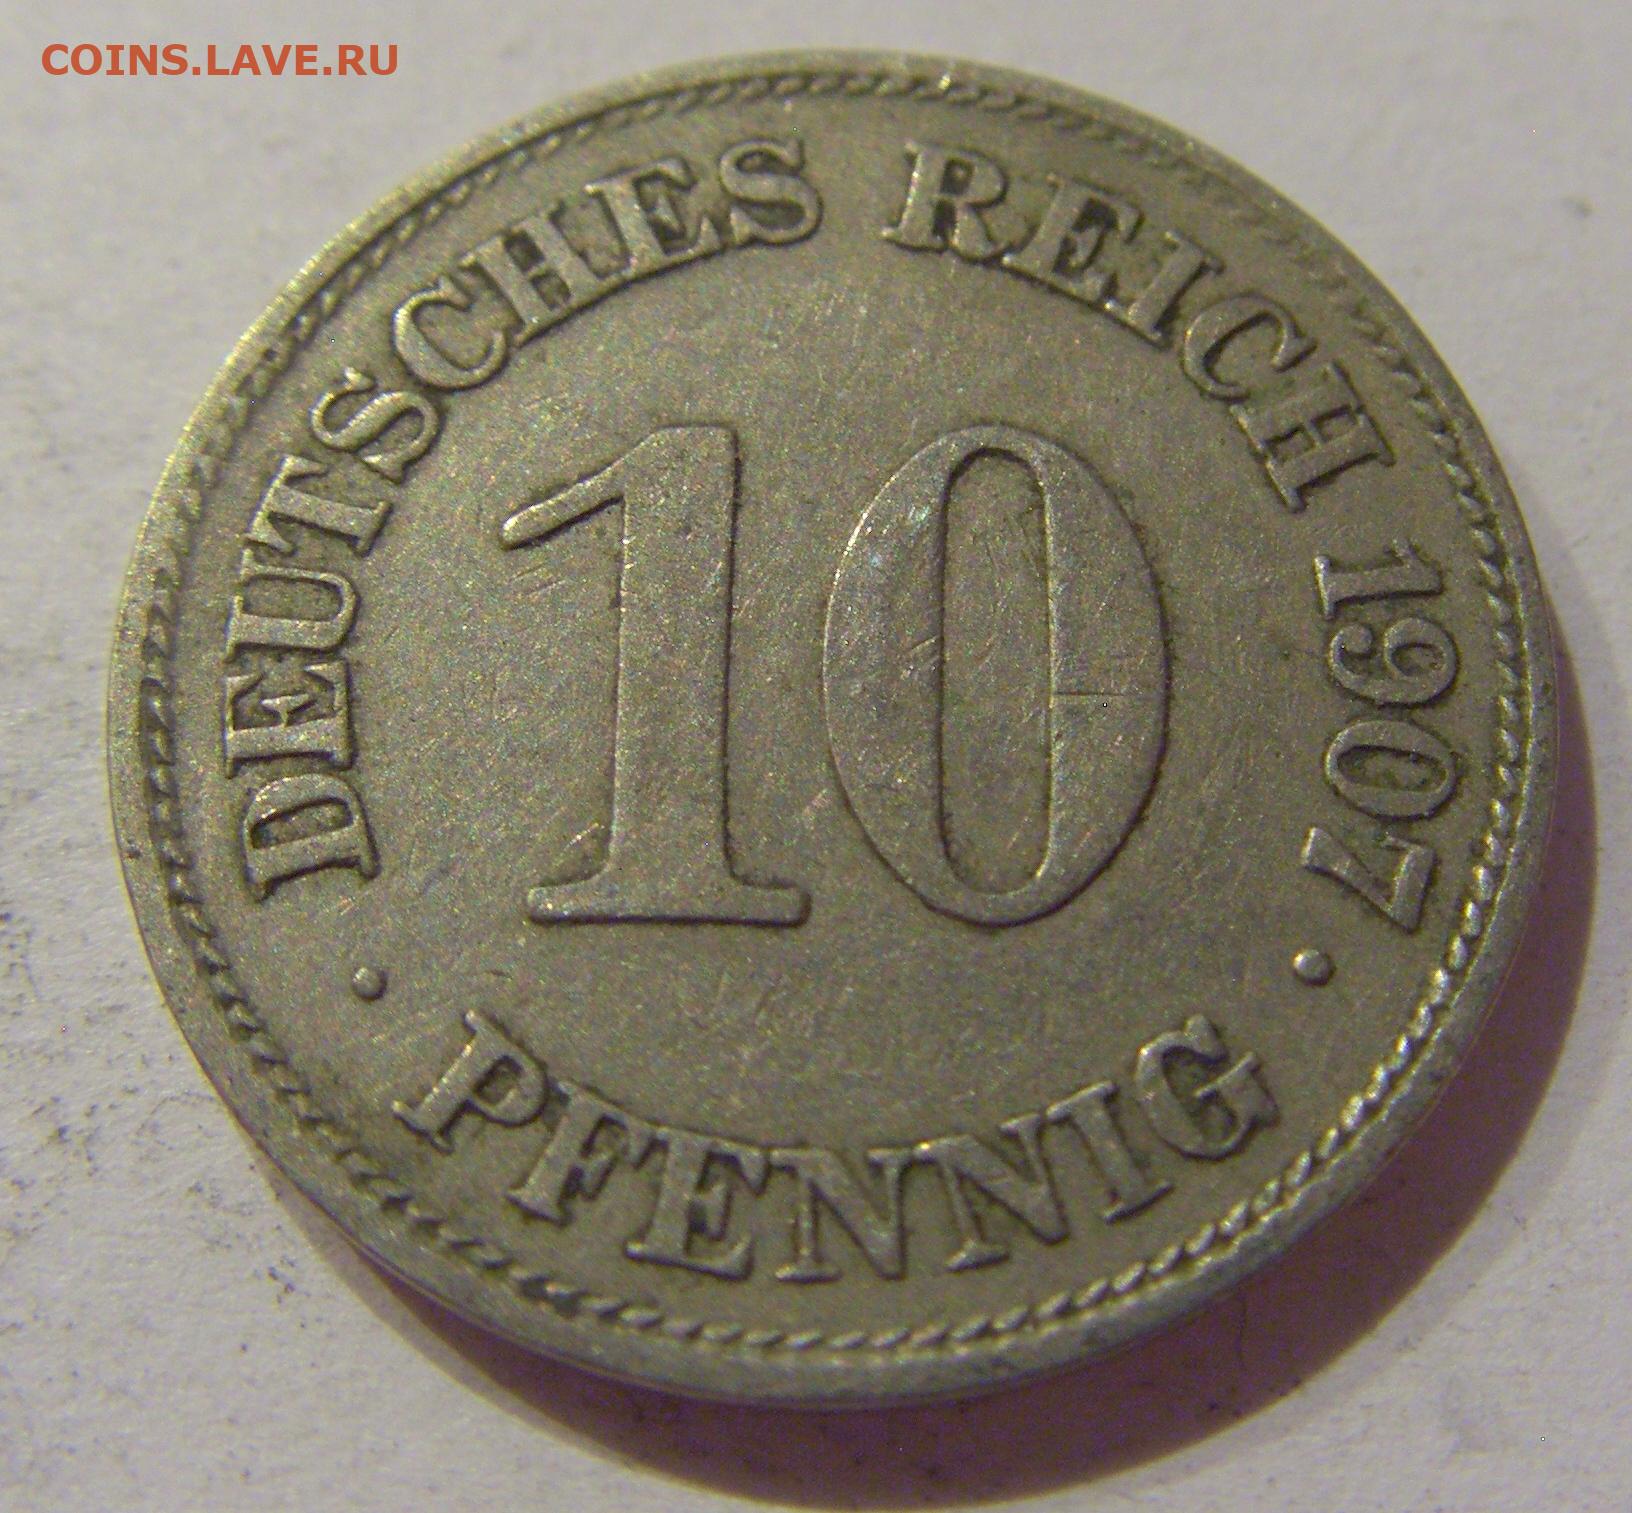 COINS.LAVE.RU
DEUTSCHES REICH 1907
10
• PFENNIG •